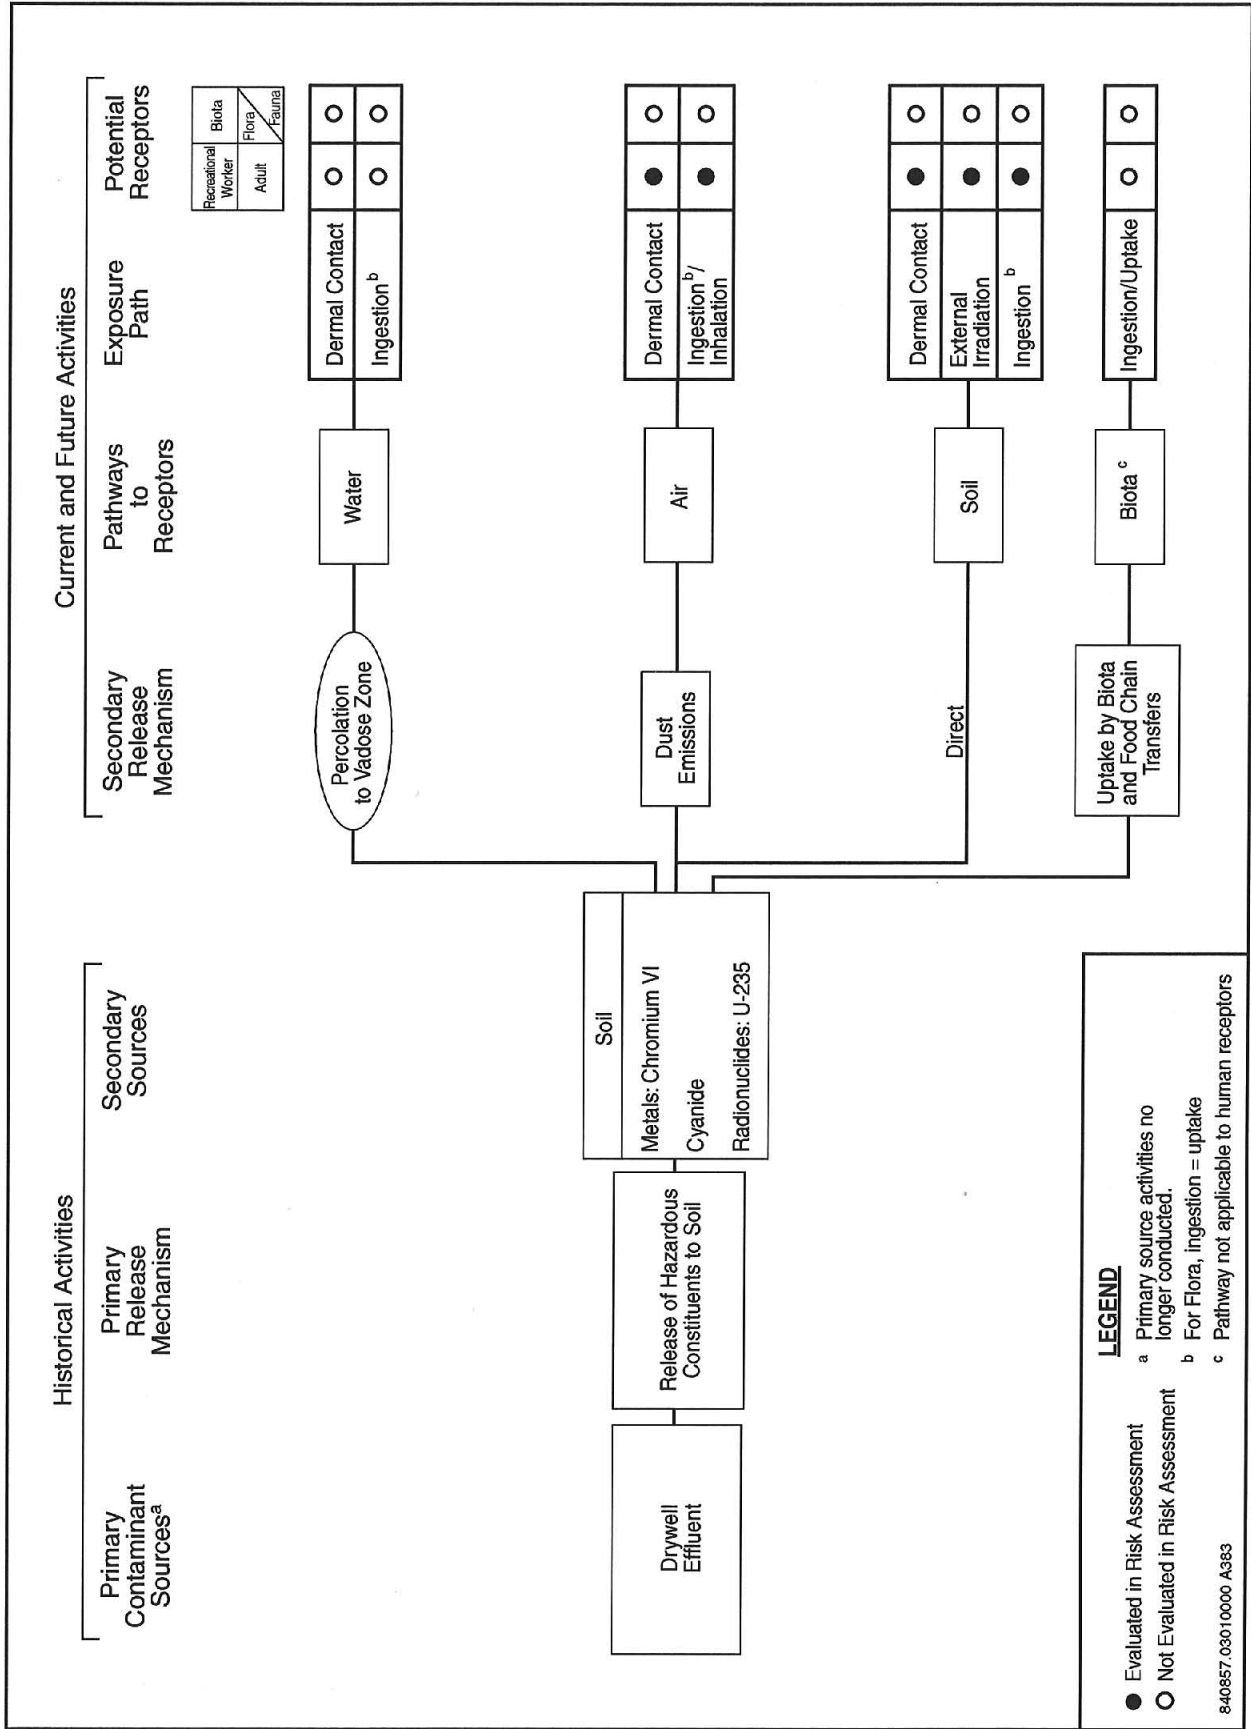 Historical Activities
Current and Future Activities
Primary
Contaminant
Sourcesᵃ
Primary
Release
Mechanism
Secondary
Sources
Secondary
Release
Mechanism
Pathways
to
Receptors
Exposure
Path
Potential
Receptors
Recreational
Worker
Biota
Adult
Flora
Fauna
Drywell
Effluent
Release of Hazardous
Constituents to Soil
Soil
Metals: Chromium VI
Cyanide
Radionuclides: U-235
Percolation
to Vadose Zone
Water
Dermal Contact
Ingestionᵇ
Dust
Emissions
Air
Dermal Contact
Ingestionᵇ/
Inhalation
Direct
Soil
Dermal Contact
External
Irradiation
Ingestion ᵇ
Uptake by Biota
and Food Chain
Transfers
Biota ᶜ
Ingestion/Uptake
LEGEND
Evaluated in Risk Assessment
Not Evaluated in Risk Assessment
a Primary source activities no
longer conducted.
b For Flora, ingestion = uptake
c Pathway not applicable to human receptors
840857.03010000 A383